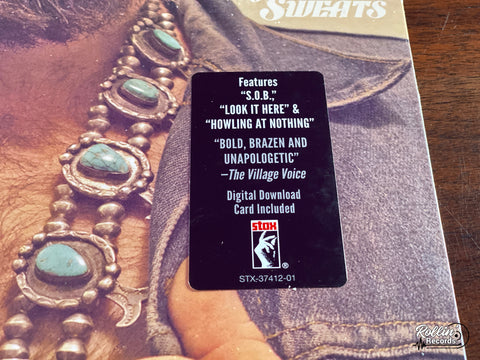 SWEATS
Features
“S.O.B.,”
“LOOK IT HERE” &
“HOWLING AT NOTHING”
“BOLD, BRAZEN AND
UNAPOLOGETIC”
—The Village Voice
Digital Download
Card Included
STAX
®
STX-37412-01
Rollin'
Records